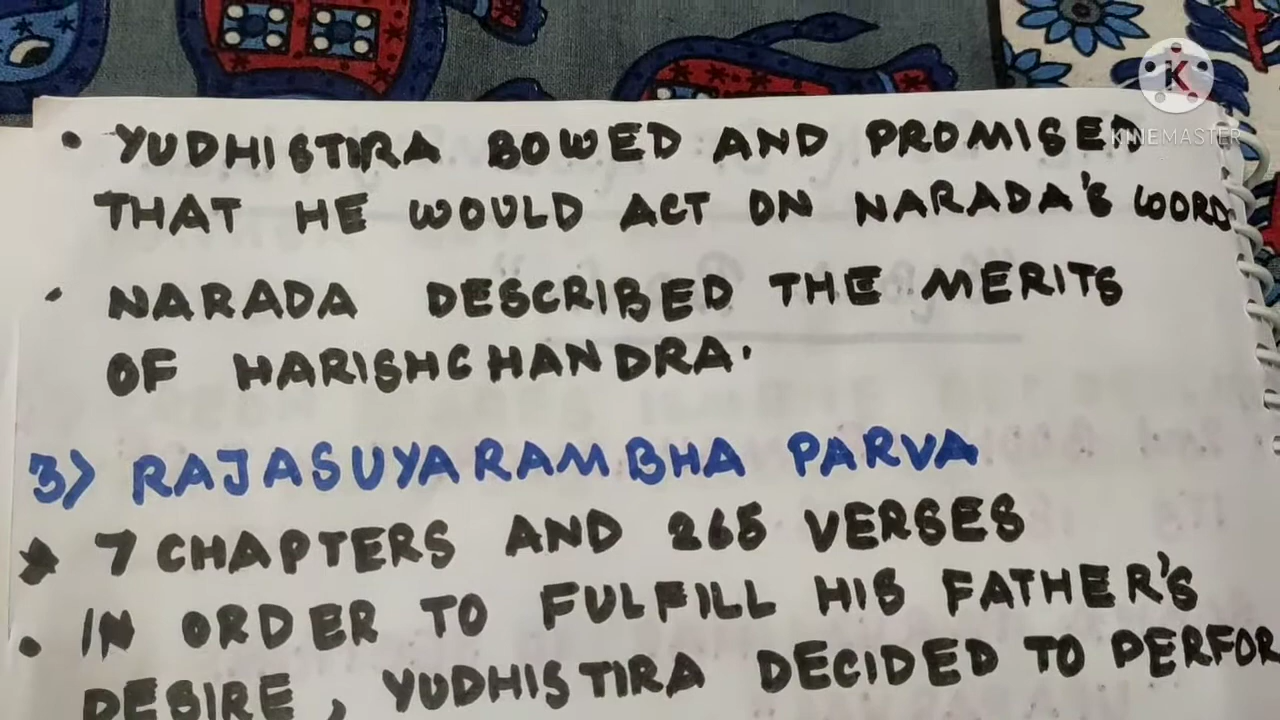 • YUDHISTIRA BOWED AND PROMISED
THAT HE WOULD ACT ON NARADA'S WORD.
• NARADA DESCRIBED THE MERITS
OF HARISHCHANDRA.
3) RAJASUYARAMBHA PARVA
* 7 CHAPTERS AND 265 VERSES
• IN ORDER TO FULFILL HIS FATHER'S
DESIRE, YUDHISTIRA DECIDED TO PERFOR
K
KINEMASTER